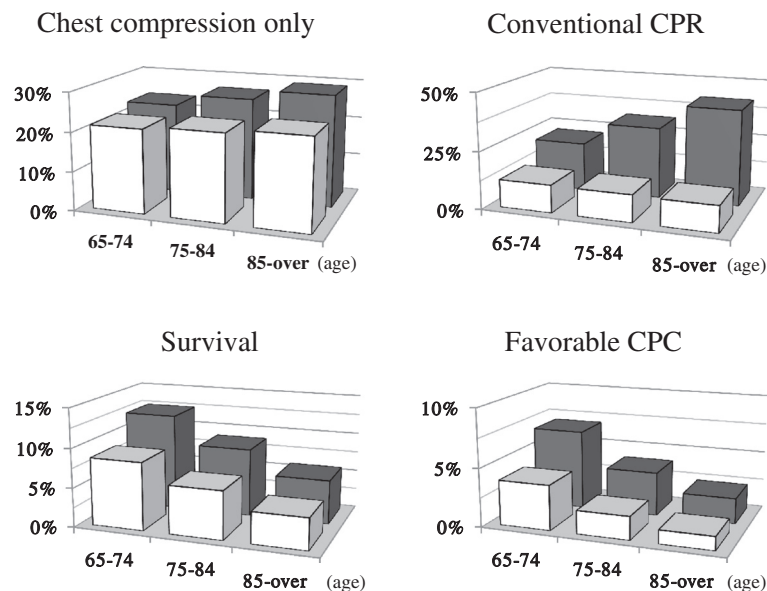 Chest compression only
30%
20%
10%
0%
65-74
75-84
85-over (age)
Conventional CPR
50%
25%
0%
65-74
75-84
85-over (age)
Survival
15%
10%
5%
0%
65-74
75-84
85-over (age)
Favorable CPC
10%
5%
0%
65-74
75-84
85-over (age)